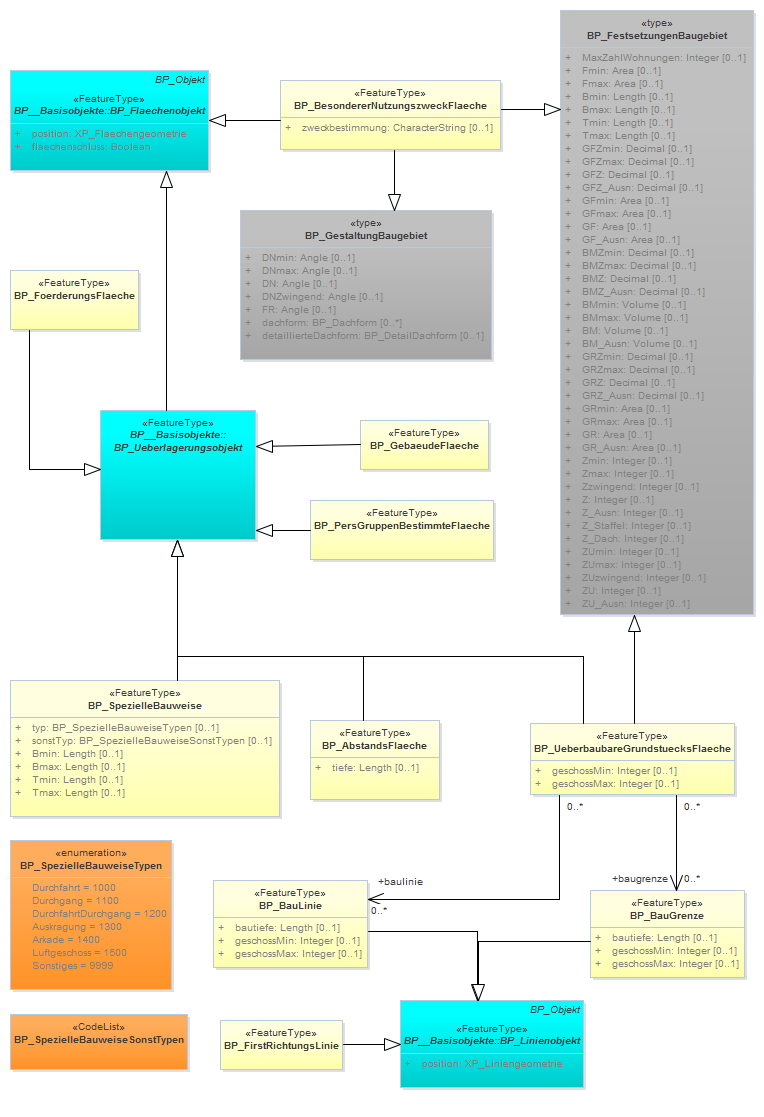 BP_Objekt
«FeatureType»
BP__Basisobjekte::BP_Flaechenobjekt
+ position: XP_Flaechengeometrie
+ flaechenschluss: Boolean
«FeatureType»
BP_BesondererNutzungszweckFlaeche
+ zweckbestimmung: CharacterString [0..1]
«type»
BP_FestsetzungenBaugebiet
+ MaxZahlWohnungen: Integer [0..1]
+ Fmin: Area [0..1]
+ Fmax: Area [0..1]
+ Bmin: Length [0..1]
+ Bmax: Length [0..1]
+ Tmin: Length [0..1]
+ Tmax: Length [0..1]
+ GFZmin: Decimal [0..1]
+ GFZmax: Decimal [0..1]
+ GFZ: Decimal [0..1]
+ GFZ_Ausn: Decimal [0..1]
+ GFmin: Area [0..1]
+ GFmax: Area [0..1]
+ GF: Area [0..1]
+ GF_Ausn: Area [0..1]
+ BMZmin: Decimal [0..1]
+ BMZmax: Decimal [0..1]
+ BMZ: Decimal [0..1]
+ BMZ_Ausn: Decimal [0..1]
+ BMmin: Volume [0..1]
+ BMmax: Volume [0..1]
+ BM: Volume [0..1]
+ BM_Ausn: Volume [0..1]
+ GRZmin: Decimal [0..1]
+ GRZmax: Decimal [0..1]
+ GRZ: Decimal [0..1]
+ GRZ_Ausn: Decimal [0..1]
+ GRmin: Area [0..1]
+ GRmax: Area [0..1]
+ GR: Area [0..1]
+ GR_Ausn: Area [0..1]
+ Zmin: Integer [0..1]
+ Zmax: Integer [0..1]
+ Zzwingend: Integer [0..1]
+ Z: Integer [0..1]
+ Z_Ausn: Integer [0..1]
+ Z_Staffel: Integer [0..1]
+ Z_Dach: Integer [0..1]
+ ZUmin: Integer [0..1]
+ ZUmax: Integer [0..1]
+ ZUzwingend: Integer [0..1]
+ ZU: Integer [0..1]
+ ZU_Ausn: Integer [0..1]
«type»
BP_GestaltungBaugebiet
+ DNmin: Angle [0..1]
+ DNmax: Angle [0..1]
+ DN: Angle [0..1]
+ DNZwingend: Angle [0..1]
+ FR: Angle [0..1]
+ dachform: BP_Dachform [0..*]
+ detaillierteDachform: BP_DetailDachform [0..1]
«FeatureType»
BP_FoerderungsFlaeche
«FeatureType»
BP__Basisobjekte::
BP_Ueberlagerungsobjekt
«FeatureType»
BP_GebaeudeFlaeche
«FeatureType»
BP_PersGruppenBestimmteFlaeche
«FeatureType»
BP_SpezielleBauweise
+ typ: BP_SpezielleBauweiseTypen [0..1]
+ sonstTyp: BP_SpezielleBauweiseSonstTypen [0..1]
+ Bmin: Length [0..1]
+ Bmax: Length [0..1]
+ Tmin: Length [0..1]
+ Tmax: Length [0..1]
«FeatureType»
BP_AbstandsFlaeche
+ tiefe: Length [0..1]
«FeatureType»
BP_UeberbaubareGrundstuecksFlaeche
+ geschossMin: Integer [0..1]
+ geschossMax: Integer [0..1]
0..*
0..*
+baulinie
0..*
+baugrenze
0..*
«enumeration»
BP_SpezielleBauweiseTypen
Durchfahrt = 1000
Durchgang = 1100
DurchfahrtDurchgang = 1200
Auskragung = 1300
Arkade = 1400
Luftgeschoss = 1500
Sonstiges = 9999
«FeatureType»
BP_BauLinie
+ bautiefe: Length [0..1]
+ geschossMin: Integer [0..1]
+ geschossMax: Integer [0..1]
«FeatureType»
BP_BauGrenze
+ bautiefe: Length [0..1]
+ geschossMin: Integer [0..1]
+ geschossMax: Integer [0..1]
«CodeList»
BP_SpezielleBauweiseSonstTypen
«FeatureType»
BP_FirstRichtungsLinie
BP_Objekt
«FeatureType»
BP__Basisobjekte::BP_Linienobjekt
+ position: XP_Liniengeometrie